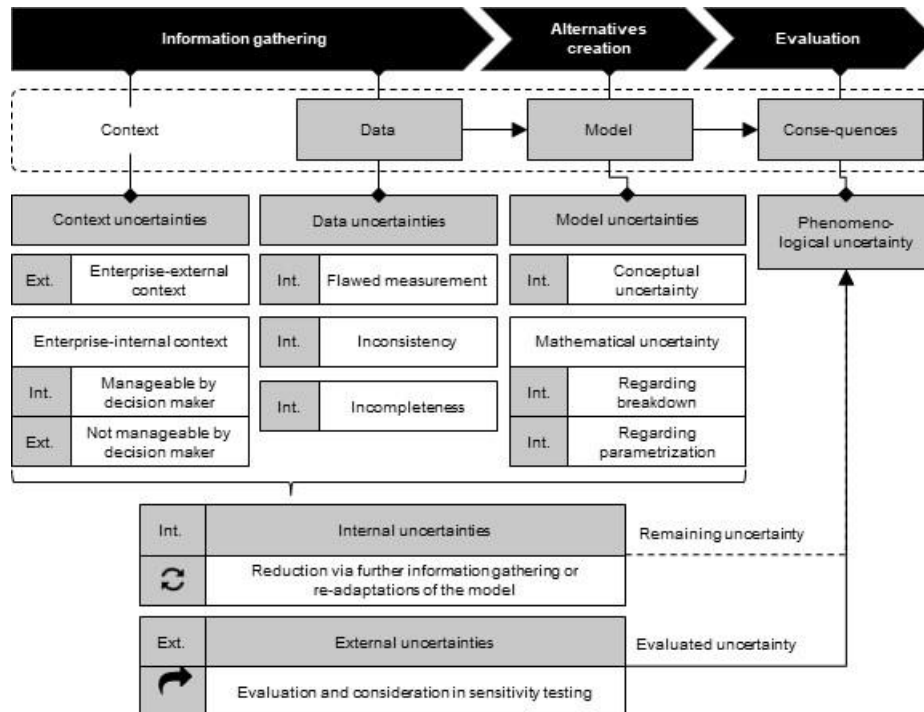 Information gathering
Alternatives
creation
Evaluation
Context
Data
Model
Conse-quences
Context uncertainties
Data uncertainties
Model uncertainties
Phenomeno-
logical uncertainty
Ext.
Enterprise-external
context
Int.
Flawed measurement
Int.
Conceptual
uncertainty
Enterprise-internal context
Int.
Inconsistency
Mathematical uncertainty
Int.
Manageable by
decision maker
Int.
Incompleteness
Int.
Regarding
breakdown
Ext.
Not manageable by
decision maker
Int.
Regarding
parametrization
Int.
Internal uncertainties
Remaining uncertainty
Reduction via further information gathering or
re-adaptations of the model
Ext.
External uncertainties
Evaluated uncertainty
Evaluation and consideration in sensitivity testing